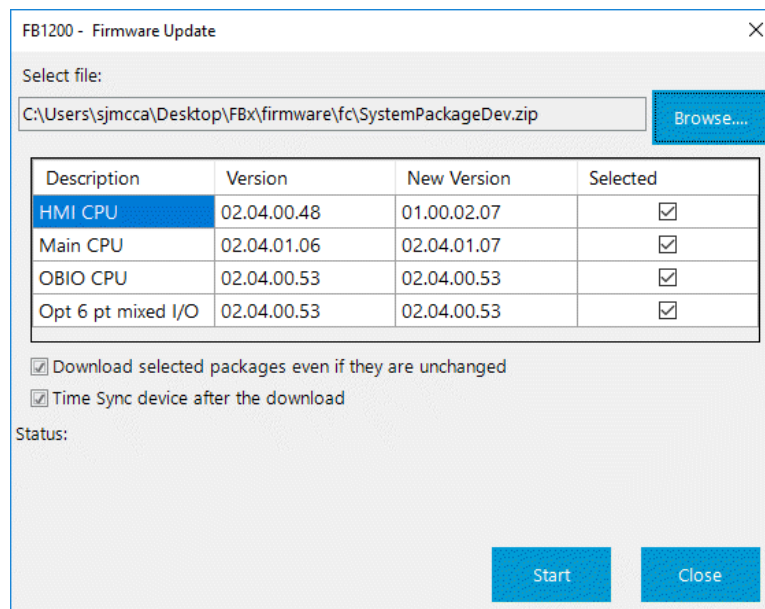 FB1200 - Firmware Update
Select file:
C:\Users\sjmcca\Desktop\FBx\firmware\fc\SystemPackageDev.zip Browse....
Description Version New Version Selected
HMI CPU 02.04.00.48 01.00.02.07
Main CPU 02.04.01.06 02.04.01.07
OBIO CPU 02.04.00.53 02.04.00.53
Opt 6 pt mixed I/O 02.04.00.53 02.04.00.53
Download selected packages even if they are unchanged
Time Sync device after the download
Status:
Start Close